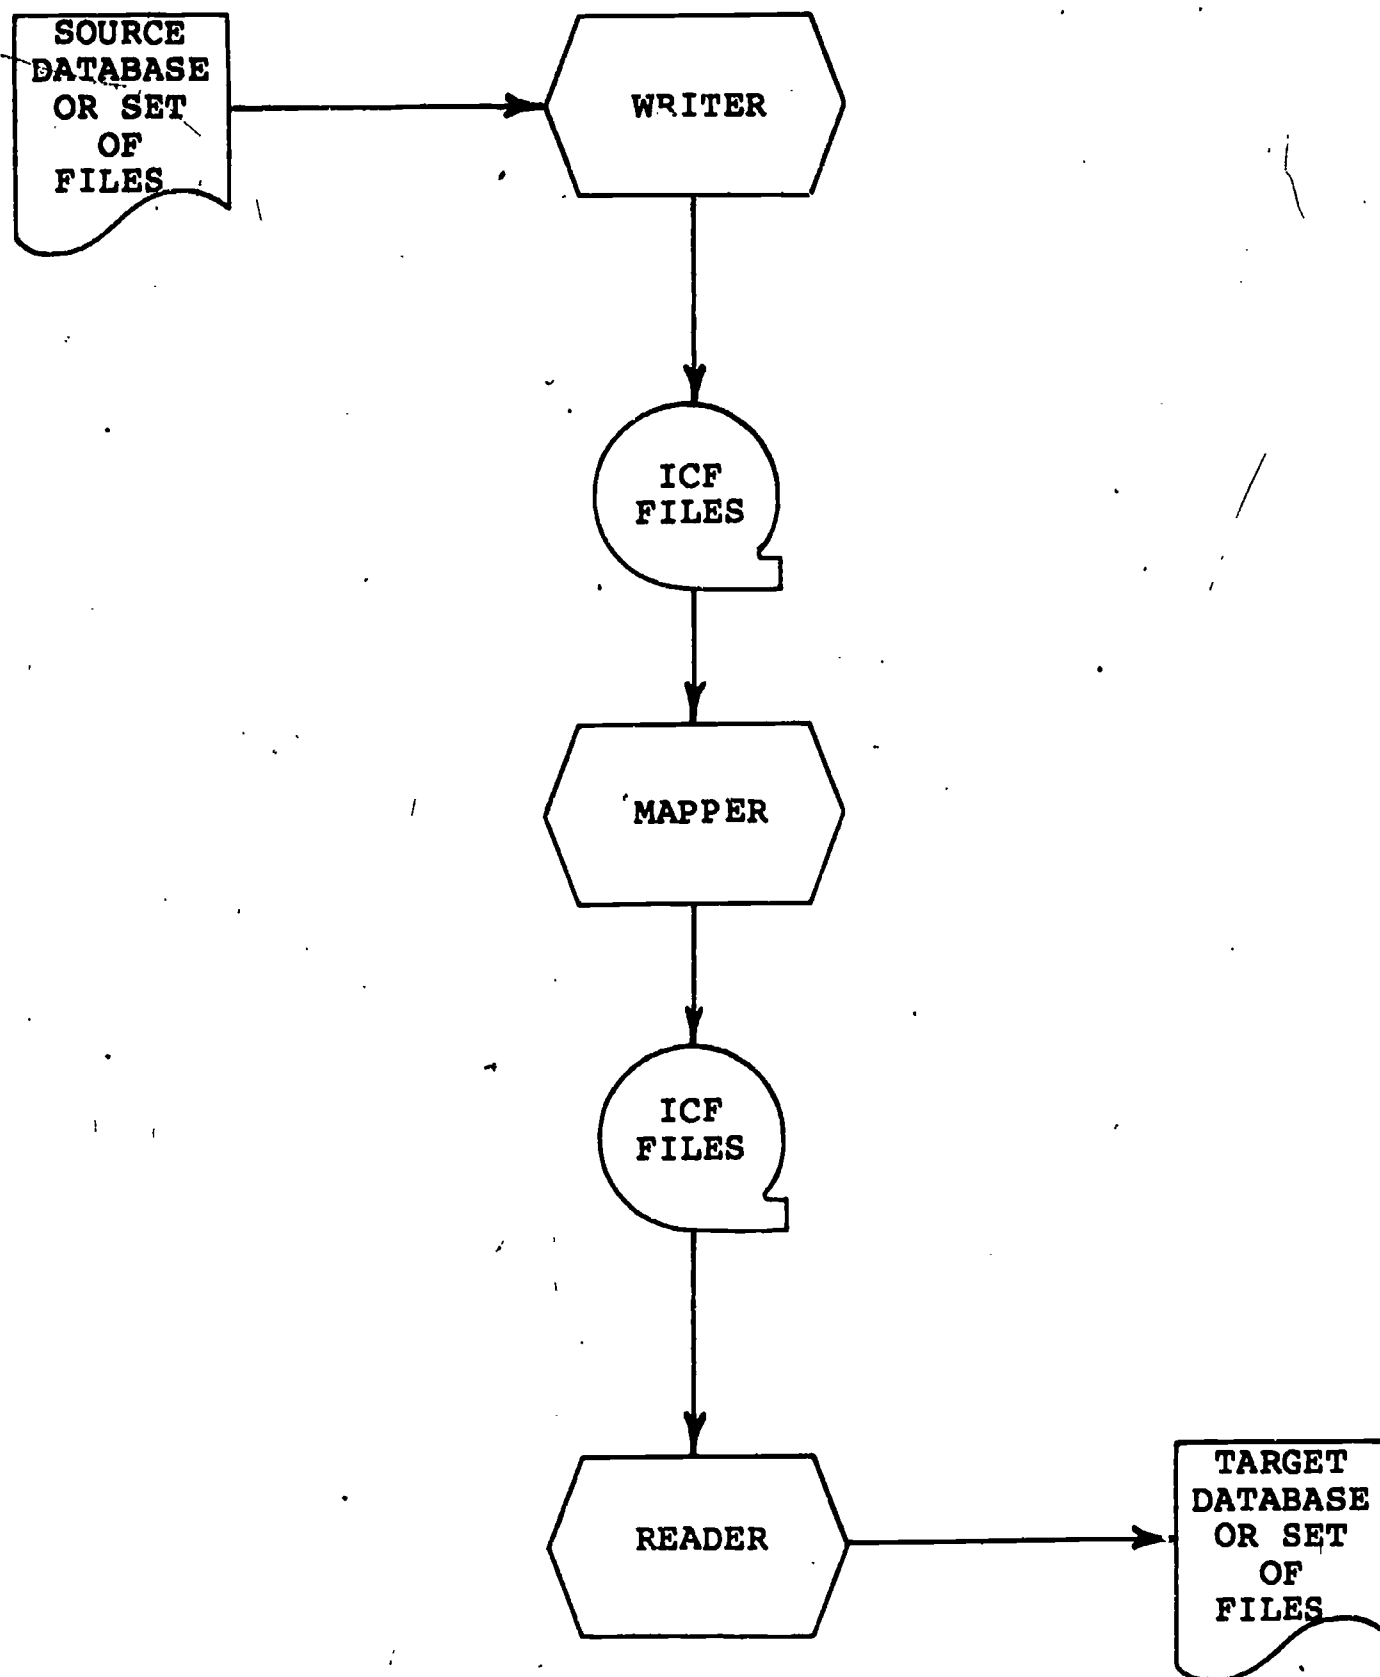 SOURCE
DATABASE
OR SET
OF
FILES
WRITER
ICF
FILES
MAPPER
ICF
FILES
READER
TARGET
DATABASE
OR SET
OF
FILES